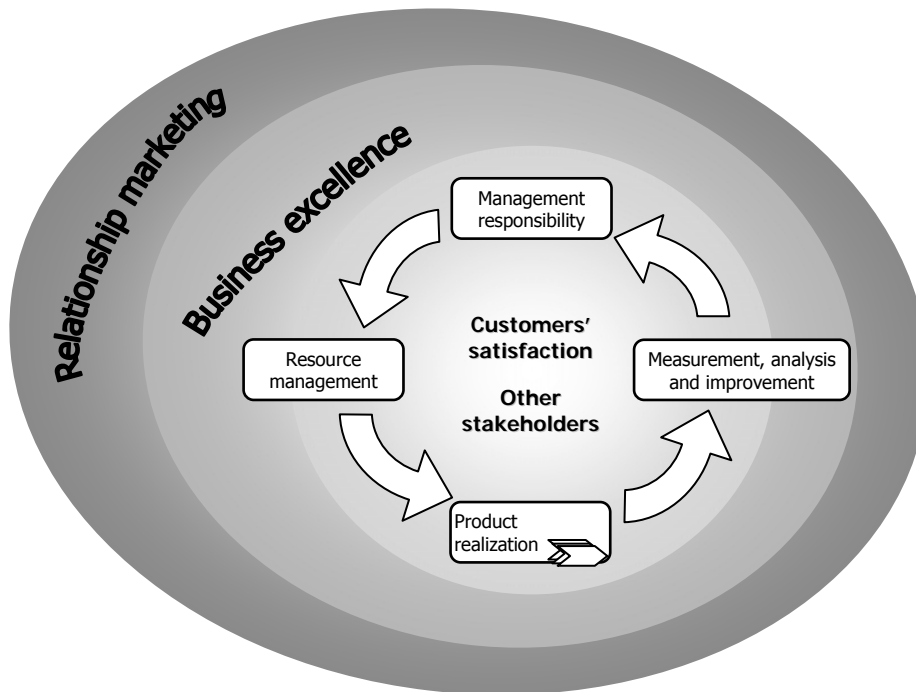 Relationship marketing
Business excellence
Management
responsibility
Customers’
satisfaction
Other
stakeholders
Resource
management
Measurement, analysis
and improvement
Product
realization